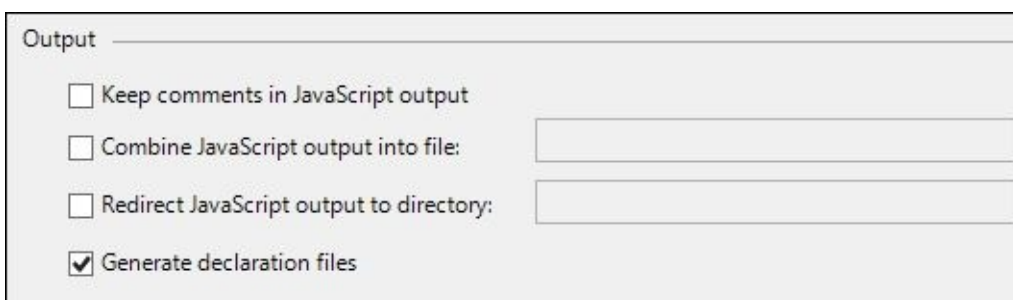 Output
Keep comments in JavaScript output
Combine JavaScript output into file:
Redirect JavaScript output to directory:
Generate declaration files